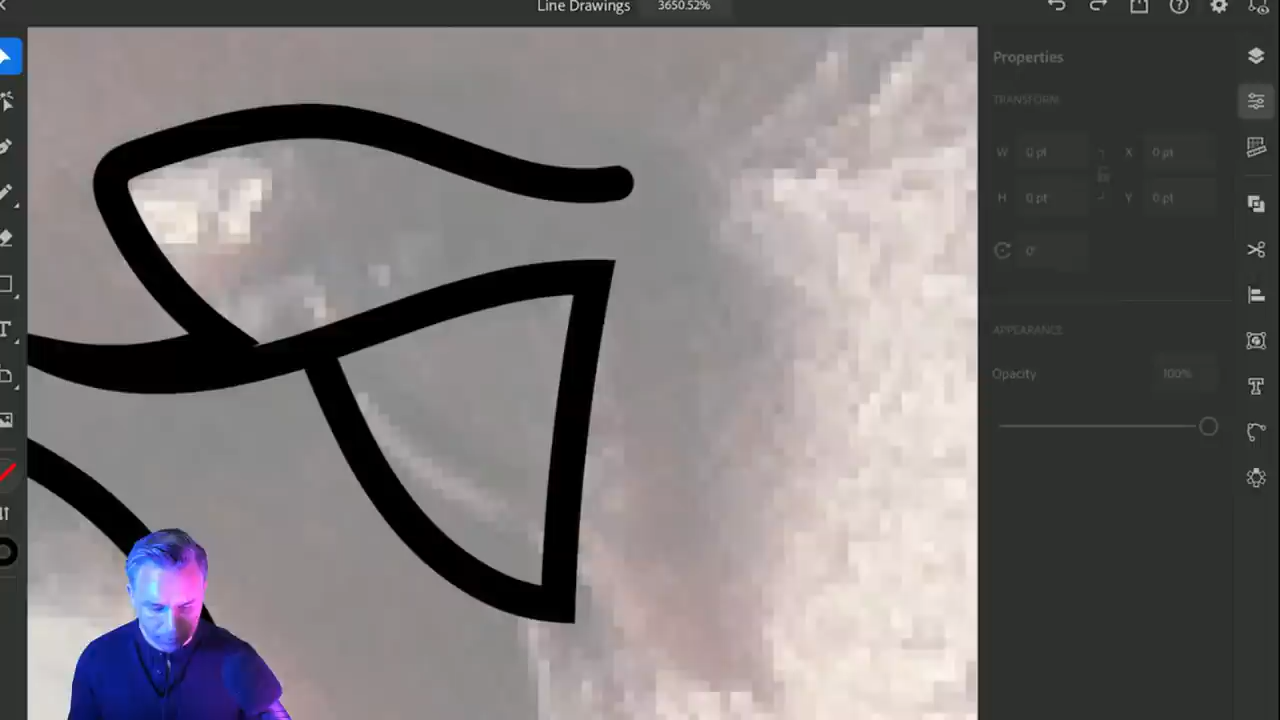 Line Drawings 3650.52%
Properties
TRANSFORM
W 0 pt X 0 pt
H 0 pt Y 0 pt
0°
APPEARANCE
Opacity 100%